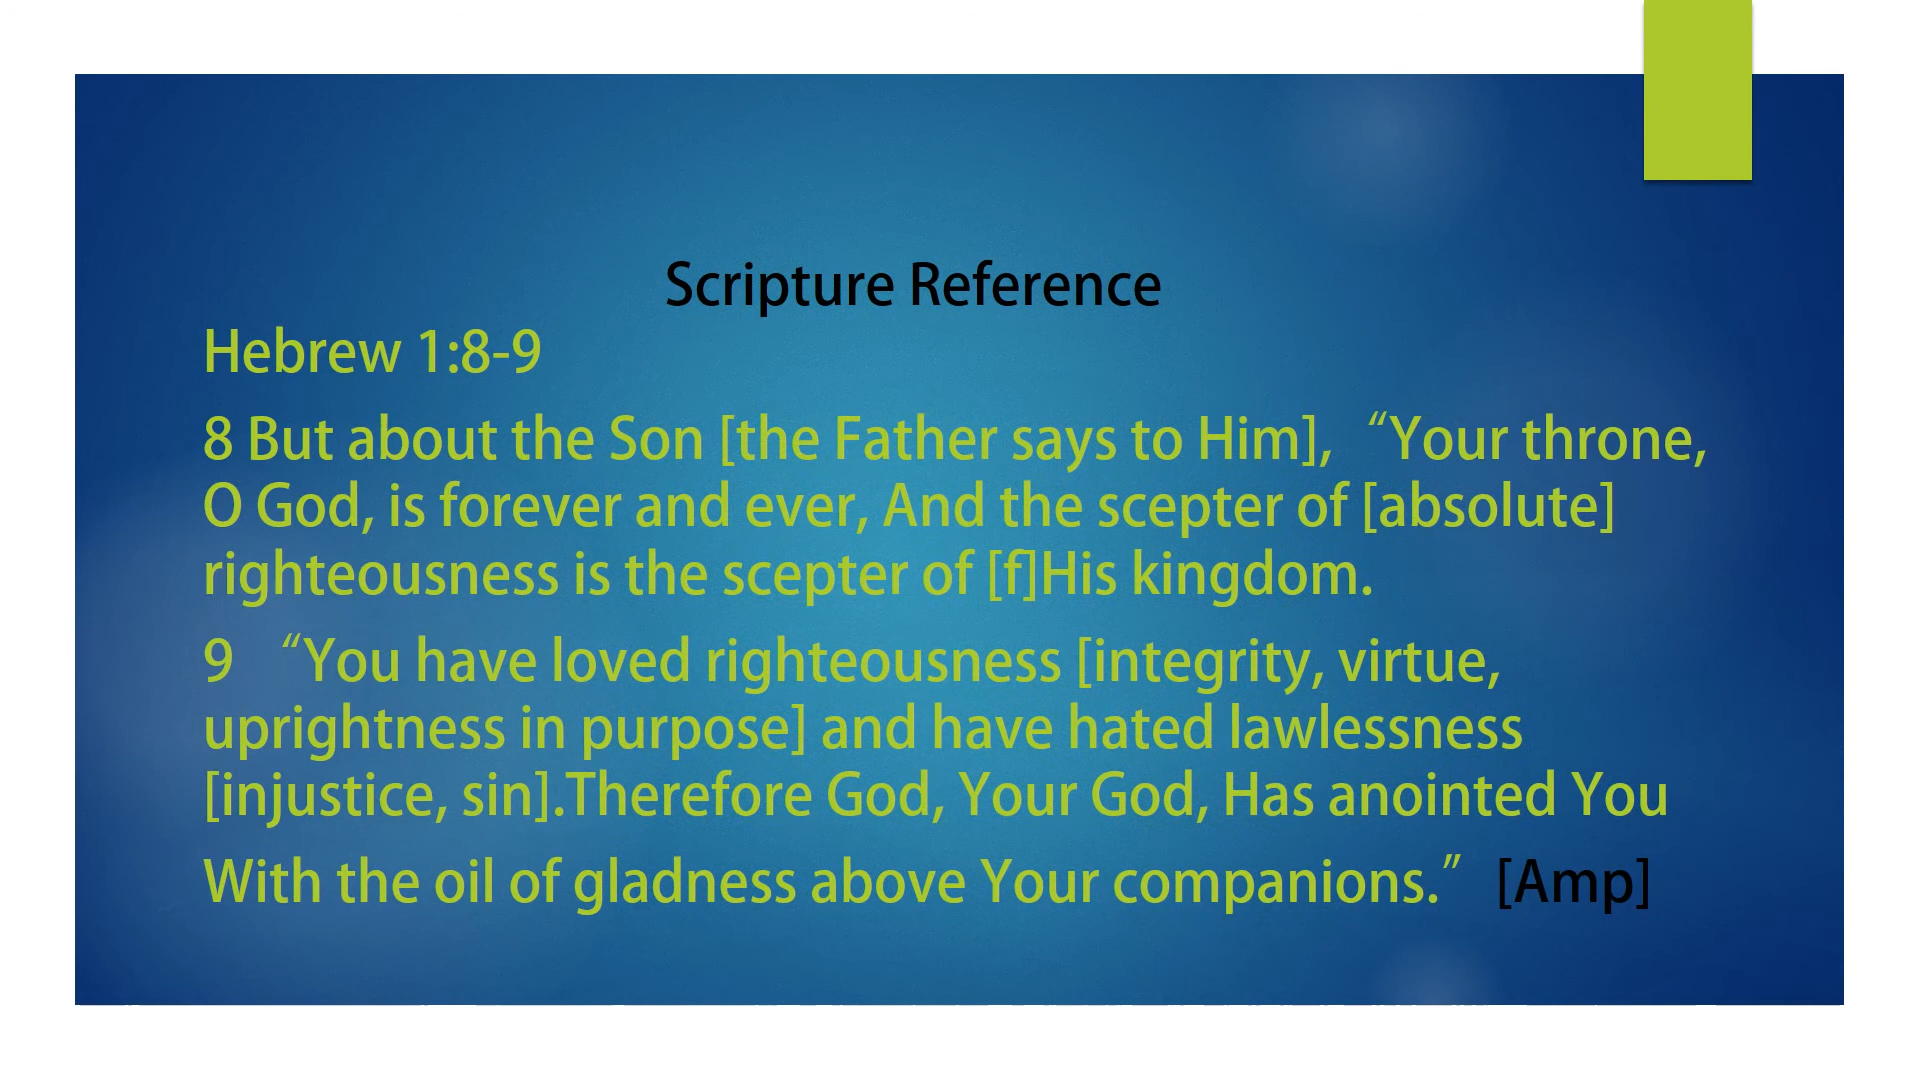 Scripture Reference
Hebrew 1:8-9
8 But about the Son [the Father says to Him], “Your throne,
O God, is forever and ever, And the scepter of [absolute]
righteousness is the scepter of [f]His kingdom.
9 “You have loved righteousness [integrity, virtue,
uprightness in purpose] and have hated lawlessness
[injustice, sin].Therefore God, Your God, Has anointed You
With the oil of gladness above Your companions.” [Amp]